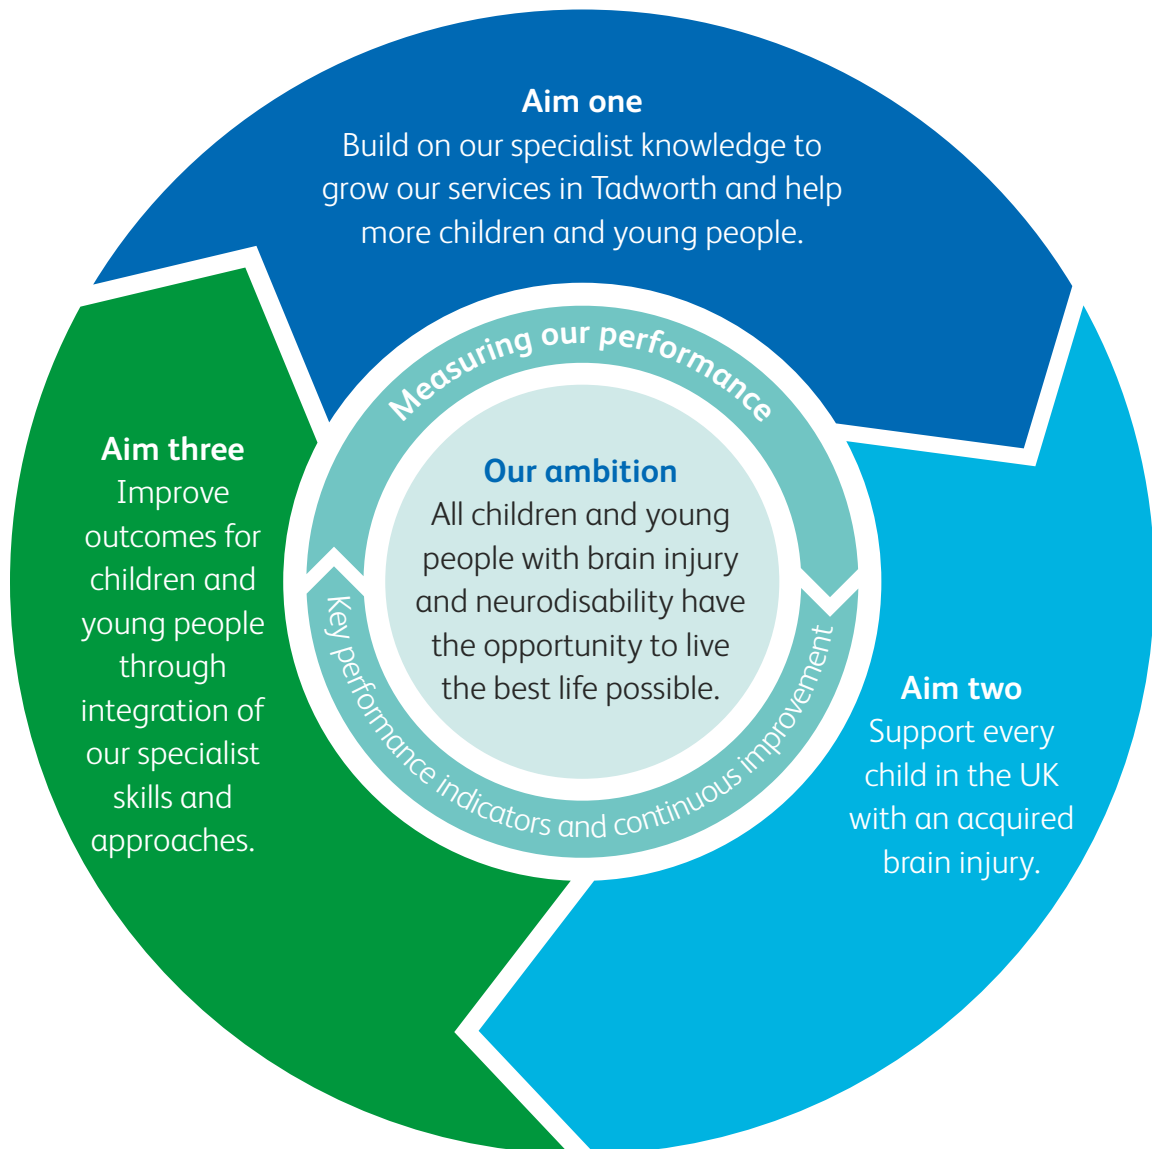 Aim one
Build on our specialist knowledge to
grow our services in Tadworth and help
more children and young people.
Measuring our performance
Our ambition
All children and young
people with brain injury
and neurodisability have
the opportunity to live
the best life possible.
Key performance indicators and continuous improvement
Aim two
Support every
child in the UK
with an acquired
brain injury.
Aim three
Improve
outcomes for
children and
young people
through
integration of
our specialist
skills and
approaches.